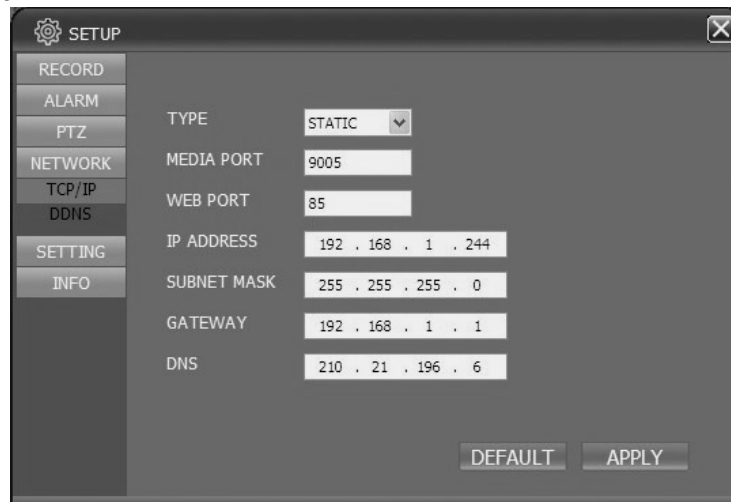 SETUP
RECORD
ALARM
PTZ
NETWORK
TCP/IP
DDNS
SETTING
INFO
TYPE STATIC
MEDIA PORT 9005
WEB PORT 85
IP ADDRESS 192 . 168 . 1 . 244
SUBNET MASK 255 . 255 . 255 . 0
GATEWAY 192 . 168 . 1 . 1
DNS 210 . 21 . 196 . 6
DEFAULT APPLY